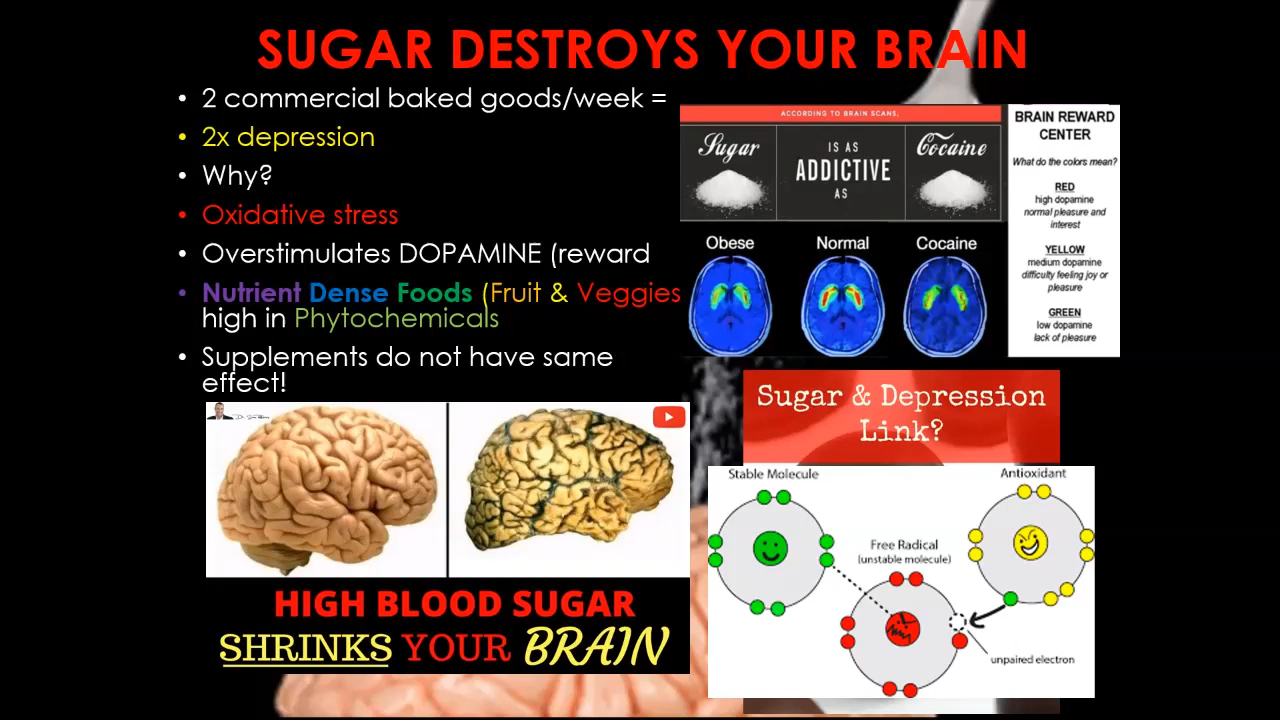 SUGAR DESTROYS YOUR BRAIN
• 2 commercial baked goods/week =
• 2x depression
• Why?
• Oxidative stress
• Overstimulates DOPAMINE (reward
• Nutrient Dense Foods (Fruit & Veggies
high in Phytochemicals
• Supplements do not have same
effect!
ACCORDING TO BRAIN SCANS,
Sugar
IS AS
ADDICTIVE
AS
Cocaine
Obese
Normal
Cocaine
BRAIN REWARD
CENTER
What do the colors mean?
RED
high dopamine
normal pleasure and
interest
YELLOW
medium dopamine
difficulty feeling joy or
pleasure
GREEN
low dopamine
lack of pleasure
HIGH BLOOD SUGAR
SHRINKS YOUR BRAIN
Sugar & Depression
Link?
Stable Molecule
Antioxidant
Free Radical
(unstable molecule)
unpaired electron